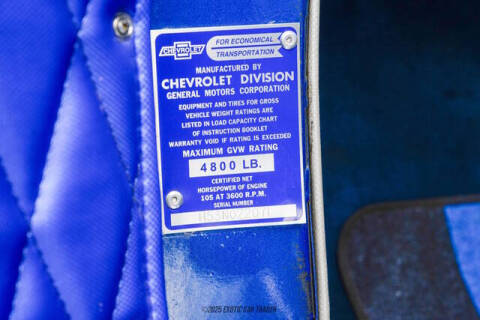 CHEVROLET
FOR ECONOMICAL
TRANSPORTATION
MANUFACTURED BY
CHEVROLET DIVISION
GENERAL MOTORS CORPORATION
EQUIPMENT AND TIRES FOR GROSS
VEHICLE WEIGHT RATINGS ARE
LISTED IN LOAD CAPACITY CHART
OF INSTRUCTION BOOKLET
WARRANTY VOID IF RATING IS EXCEEDED
MAXIMUM GVW RATING
4800 LB.
CERTIFIED NET
HORSEPOWER OF ENGINE
105 AT 3600 R.P.M.
SERIAL NUMBER
©2025 EXOTIC CAR TRADER